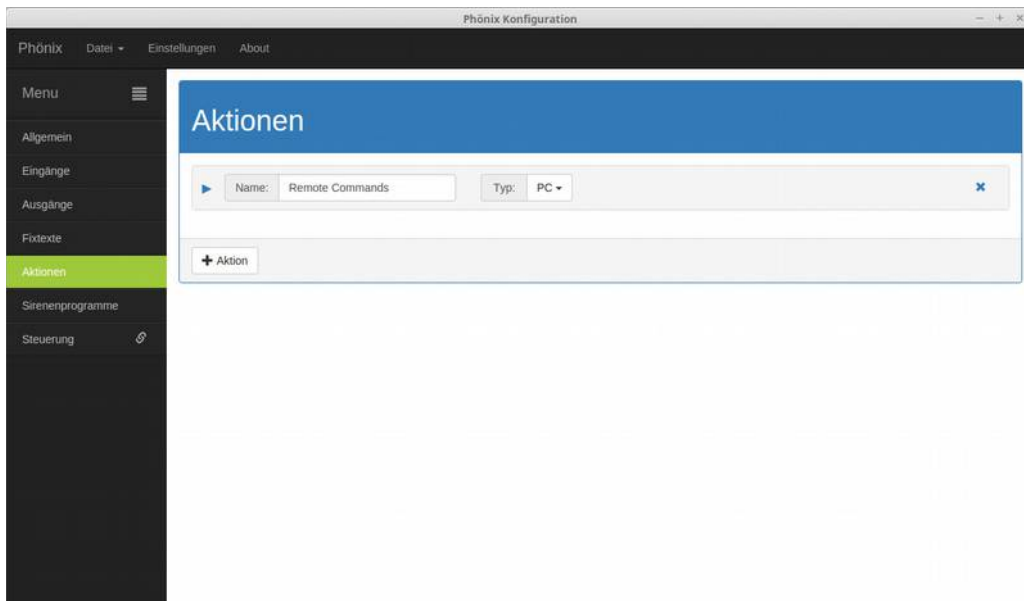 Phönix Konfiguration
Phönix Datei Einstellungen About
Menu
Allgemein
Eingänge
Ausgänge
Fixtexte
Aktionen
Sirenenprogramme
Steuerung
Aktionen
Name: Remote Commands Typ: PC
Aktion